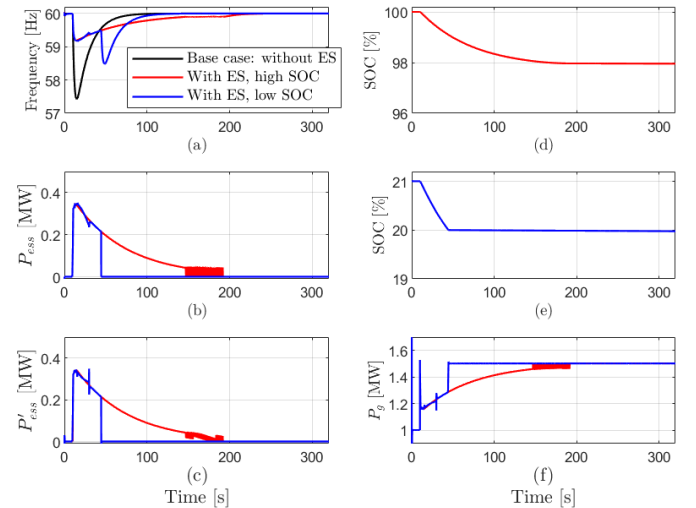 60
59
58
57
Frequency [Hz]
Base case: without ES
With ES, high SOC
With ES, low SOC
0 100 200 300
(a)
100
98
96
SOC [%]
0 100 200 300
(d)
0.4
0.2
0
P_ess [MW]
0 100 200 300
(b)
21
20
19
SOC [%]
0 100 200 300
(e)
0.4
0.2
0
P'_ess [MW]
0 100 200 300
(c)
Time [s]
1.6
1.4
1.2
1
P_g [MW]
0 100 200 300
(f)
Time [s]